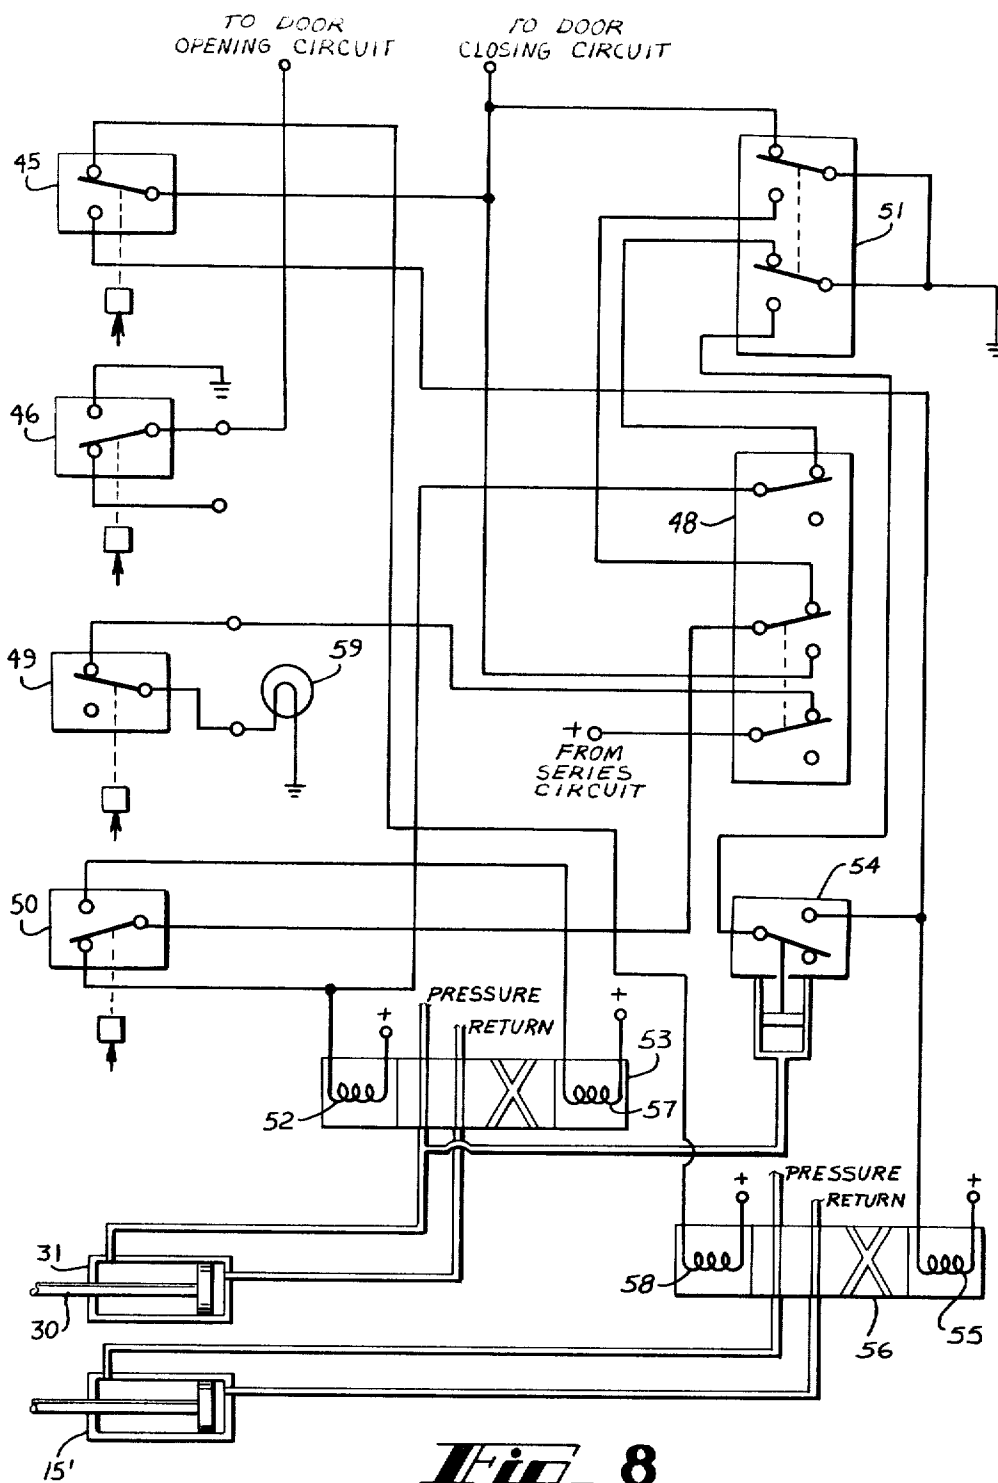 TO DOOR
OPENING CIRCUIT
TO DOOR
CLOSING CIRCUIT
45
51
46
48
49
59
+
FROM
SERIES
CIRCUIT
54
50
PRESSURE
+
+
RETURN
53
52
57
PRESSURE
+
+
RETURN
31
58
30
56
55
15'
Fig. 8